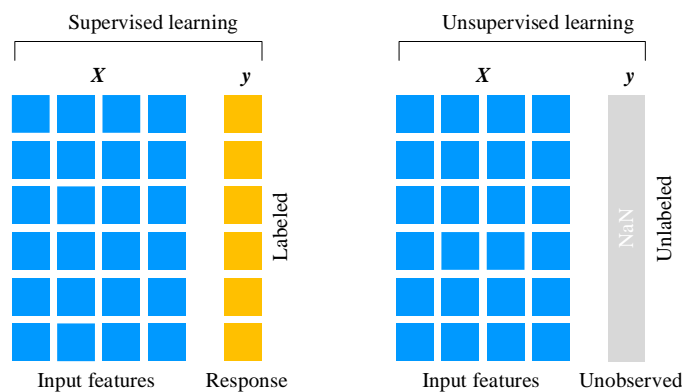 Supervised learning
X
y
Labeled
Input features
Response
Unsupervised learning
X
y
NaN
Unlabeled
Input features
Unobserved